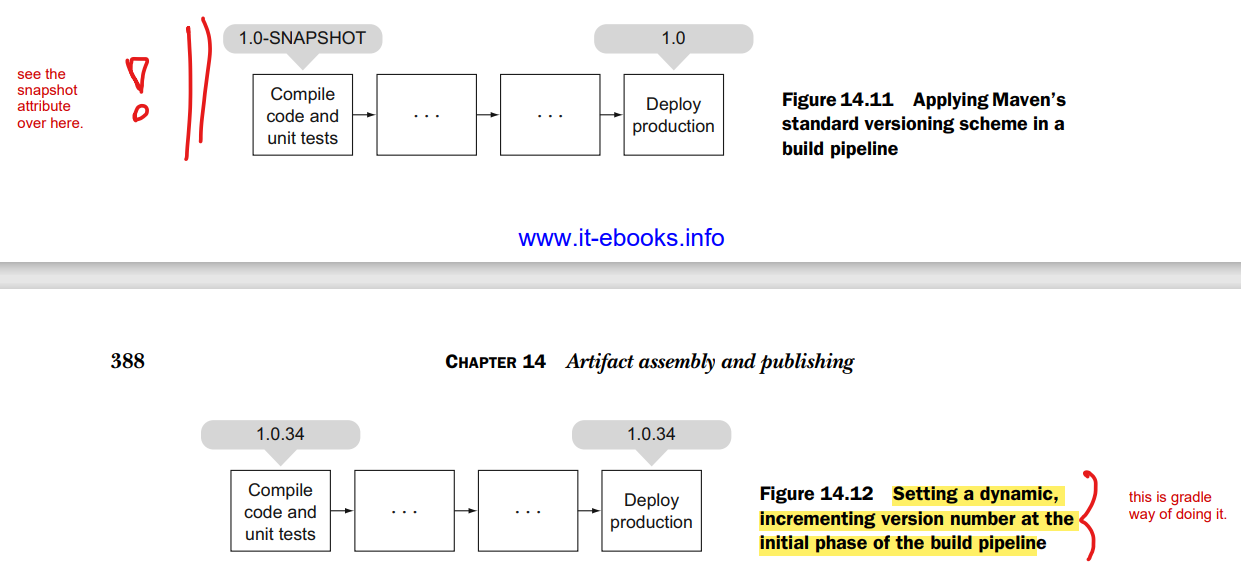 1.0-SNAPSHOT
1.0
see the
snapshot
attribute
over here.
!
Compile
code and
unit tests
. . .
. . .
Deploy
production
Figure 14.11 Applying Maven's
standard versioning scheme in a
build pipeline
www.it-ebooks.info
388
CHAPTER 14 Artifact assembly and publishing
1.0.34
1.0.34
Compile
code and
unit tests
. . .
. . .
Deploy
production
Figure 14.12 Setting a dynamic,
incrementing version number at the
initial phase of the build pipeline
this is gradle
way of doing it.